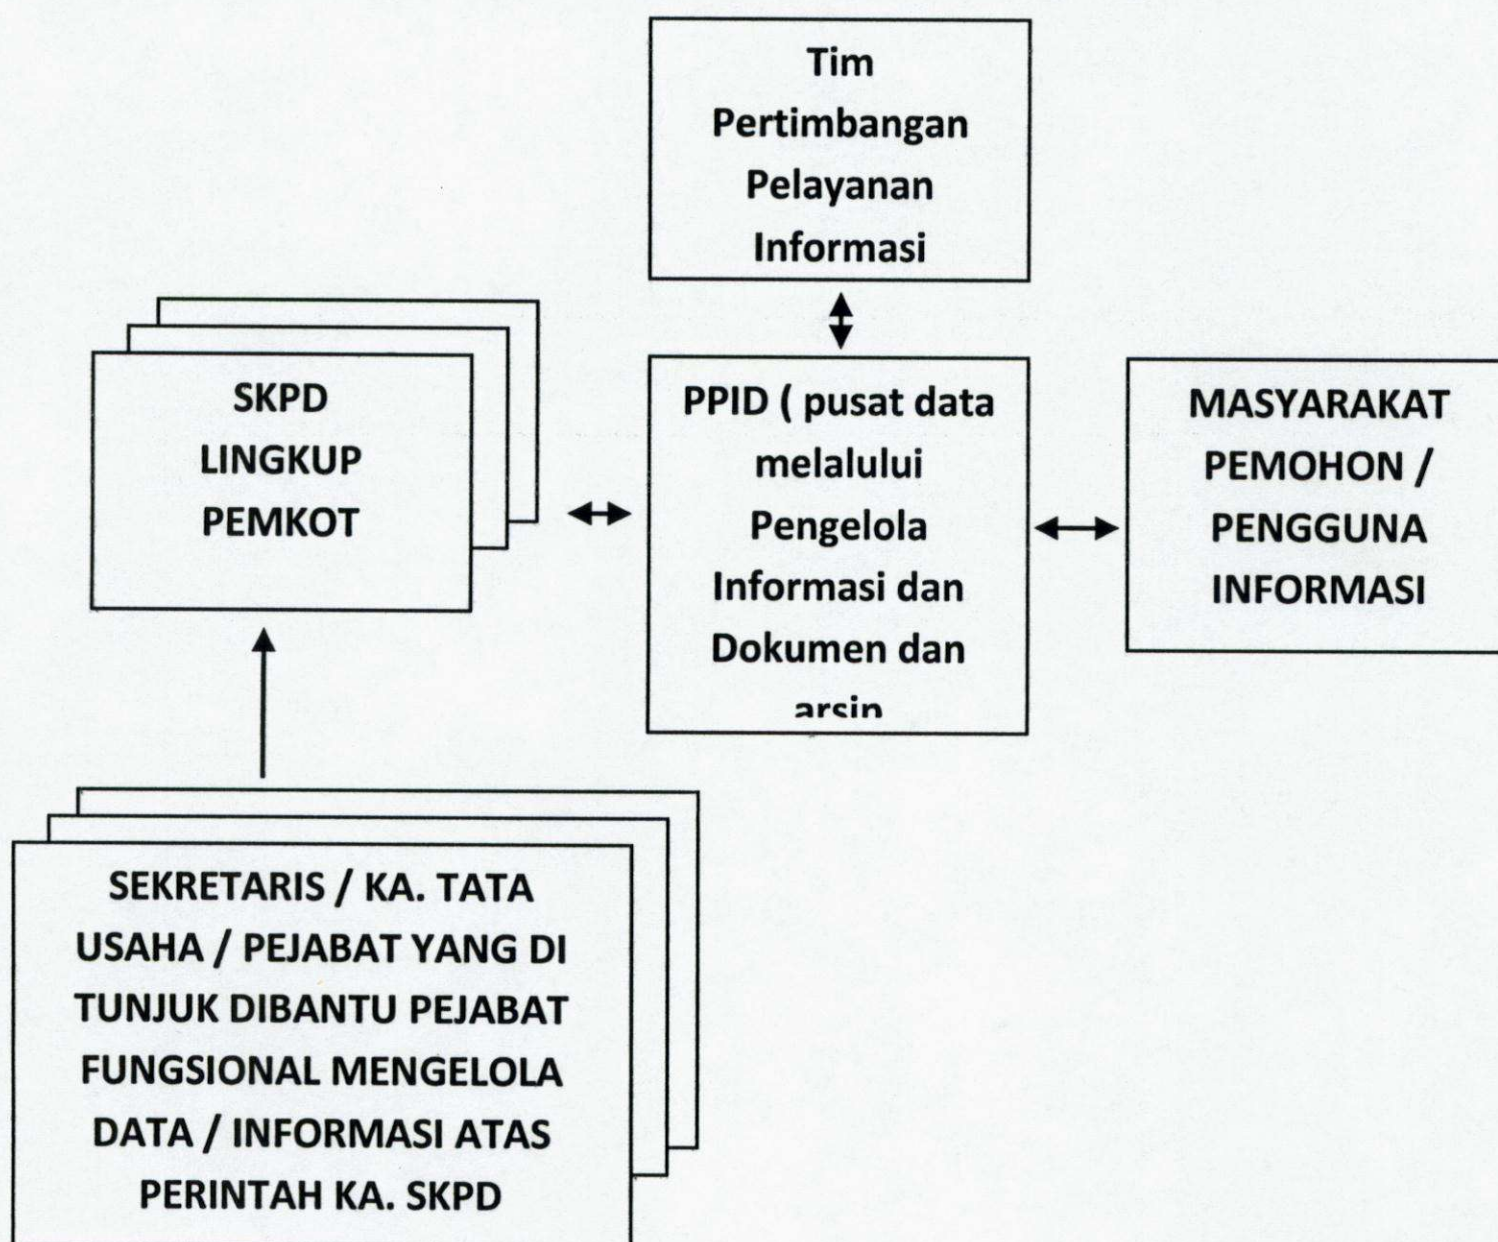 Tim
Pertimbangan
Pelayanan
Informasi
SKPD
LINGKUP
PEMKOT
PPID ( pusat data
melalului
Pengelola
Informasi dan
Dokumen dan
MASYARAKAT
PEMOHON /
PENGGUNA
INFORMASI
SEKRETARIS / KA. TATA
USAHA / PEJABAT YANG DI
TUNJUK DIBANTU PEJABAT
FUNGSIONAL MENGELOLA
DATA / INFORMASI ATAS
PERINTAH KA. SKPD